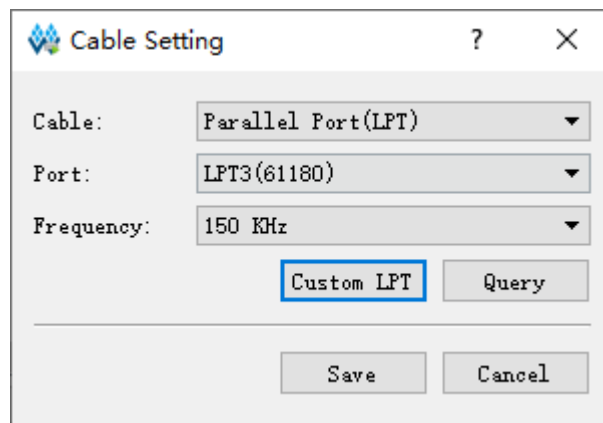 Cable Setting ?
Cable: Parallel Port(LPT)
Port: LPT3(61180)
Frequency: 150 KHz
Custom LPT Query
Save Cancel